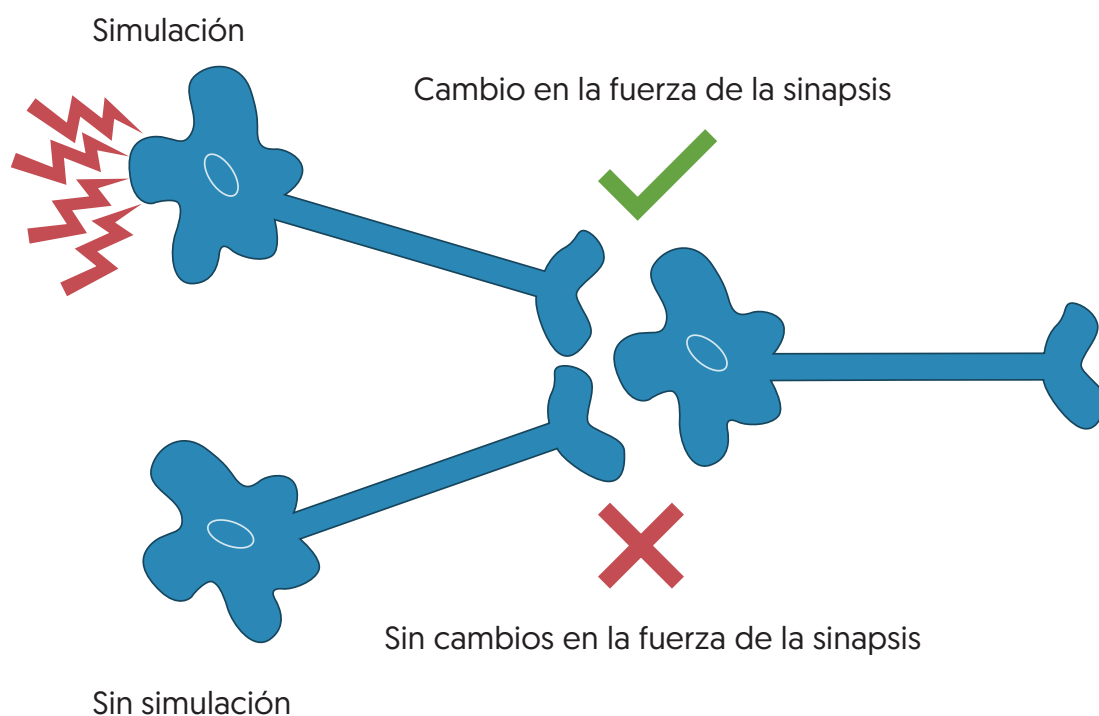 Simulación
Cambio en la fuerza de la sinapsis
Sin cambios en la fuerza de la sinapsis
Sin simulación